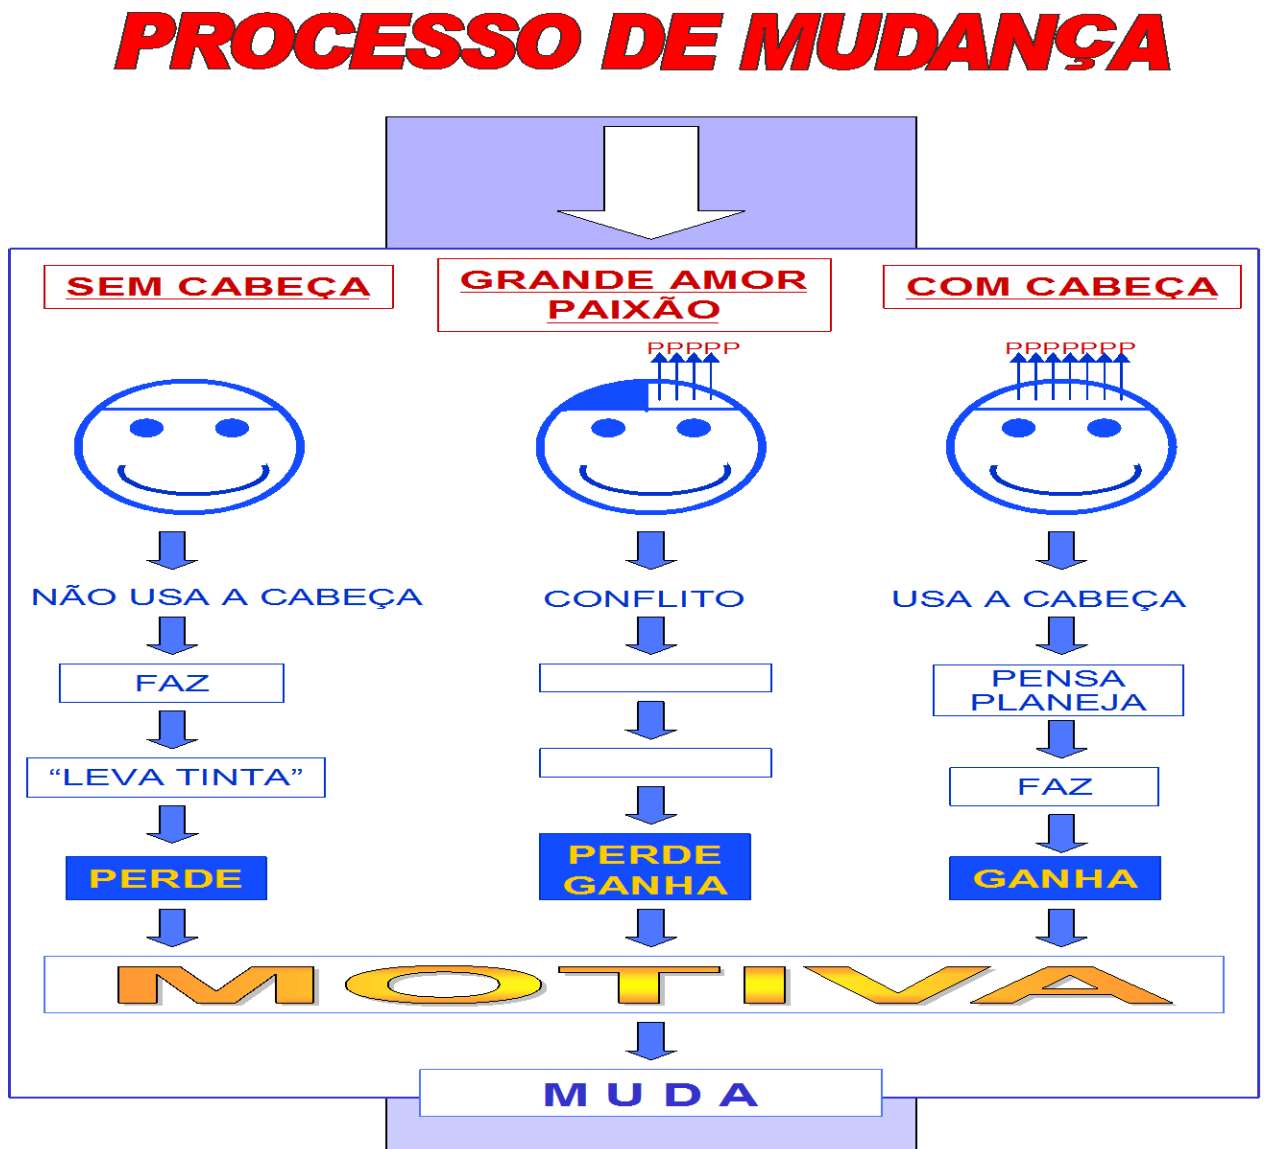 PROCESSO DE MUDANÇA
SEM CABEÇA
GRANDE AMOR
PAIXÃO
COM CABEÇA
PPPPP
PPPPPPP
NÃO USA A CABEÇA
CONFLITO
USA A CABEÇA
FAZ
PENSA
PLANEJA
“LEVA TINTA”
FAZ
PERDE
PERDE
GANHA
GANHA
MOTIVA
M U D A